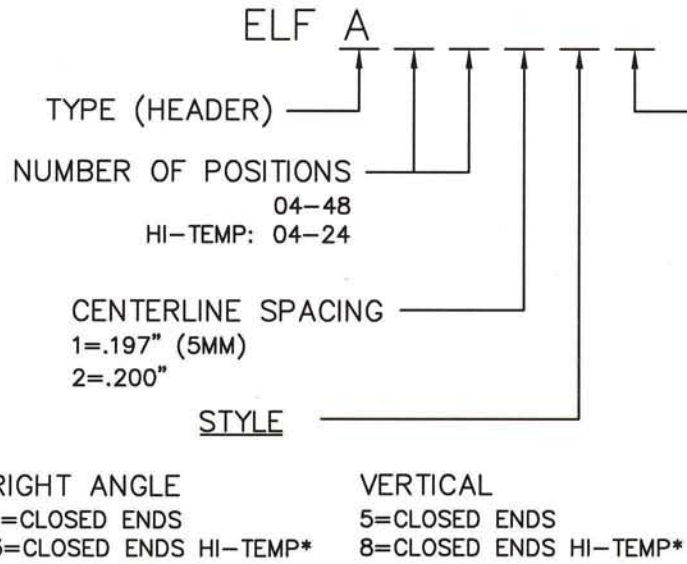 ELF A
TYPE (HEADER)
NUMBER OF POSITIONS
04-48
HI-TEMP: 04-24
CENTERLINE SPACING
1=.197" (5MM)
2=.200"
STYLE
RIGHT ANGLE
=CLOSED ENDS
=CLOSED ENDS HI-TEMP*
VERTICAL
5=CLOSED ENDS
8=CLOSED ENDS HI-TEMP*